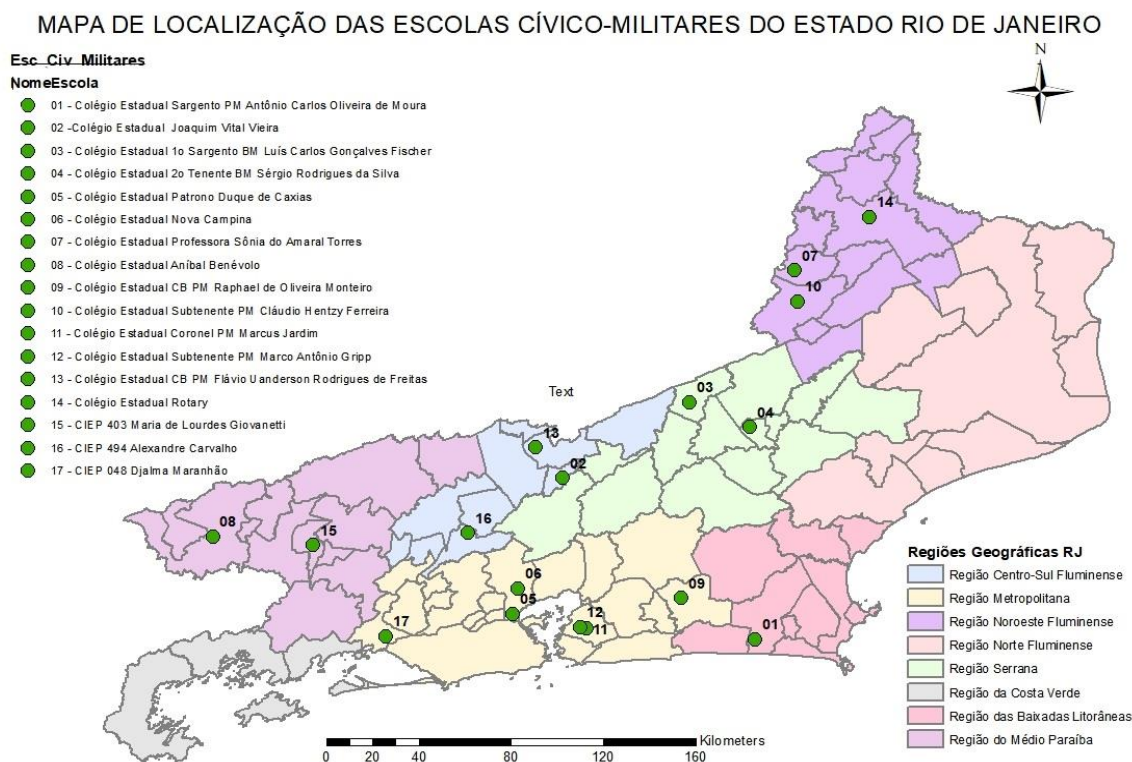 MAPA DE LOCALIZAÇÃO DAS ESCOLAS CÍVICO-MILITARES DO ESTADO RIO DE JANEIRO
Esc_Civ_Militares
NomeEscola
01 - Colégio Estadual Sargento PM Antônio Carlos Oliveira de Moura
02 -Colégio Estadual Joaquim Vital Vieira
03 - Colégio Estadual 1o Sargento BM Luís Carlos Gonçalves Fischer
04 - Colégio Estadual 2o Tenente BM Sérgio Rodrigues da Silva
05 - Colégio Estadual Patrono Duque de Caxias
06 - Colégio Estadual Nova Campina
07 - Colégio Estadual Professora Sônia do Amaral Torres
08 - Colégio Estadual Aníbal Benévolo
09 - Colégio Estadual CB PM Raphael de Oliveira Monteiro
10 - Colégio Estadual Subtenente PM Cláudio Hentzy Ferreira
11 - Colégio Estadual Coronel PM Marcus Jardim
12 - Colégio Estadual Subtenente PM Marco Antônio Gripp
13 - Colégio Estadual CB PM Flávio Uanderson Rodrigues de Freitas
14 - Colégio Estadual Rotary
15 - CIEP 403 Maria de Lourdes Giovanetti
16 - CIEP 494 Alexandre Carvalho
17 - CIEP 048 Djalma Maranhão
N
14
07
10
Text
03
04
13
02
16
08
15
06
05
09
12
11
17
01
Regiões Geográficas RJ
Região Centro-Sul Fluminense
Região Metropolitana
Região Noroeste Fluminense
Região Norte Fluminense
Região Serrana
Região da Costa Verde
Região das Baixadas Litorâneas
Região do Médio Paraíba
Kilometers
0 10 20 40 80 120 160